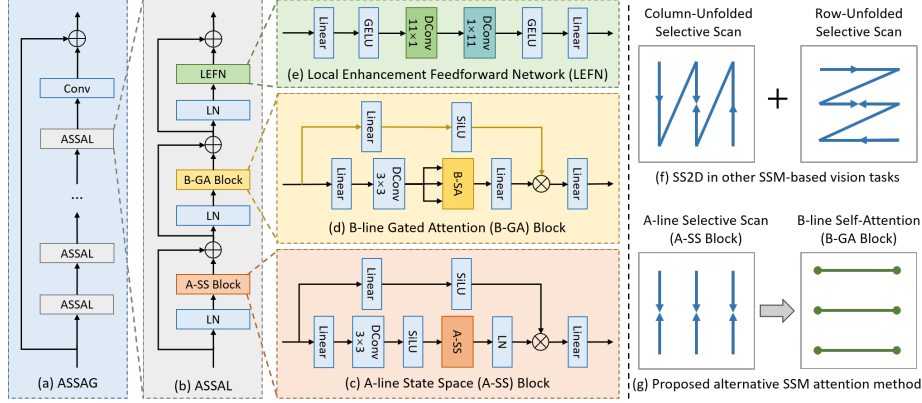 Conv
ASSAL
...
ASSAL
ASSAL
(a) ASSAG
LEFN
LN
B-GA Block
LN
A-SS Block
LN
(b) ASSAL
Linear
GELU
DConv
11×1
DConv
1×11
GELU
Linear
(e) Local Enhancement Feedforward Network (LEFN)
Linear
SiLU
Linear
DConv
3×3
B-SA
Linear
Linear
(d) B-line Gated Attention (B-GA) Block
Linear
SiLU
Linear
DConv
3×3
SiLU
A-SS
LN
Linear
(c) A-line State Space (A-SS) Block
Column-Unfolded
Selective Scan
Row-Unfolded
Selective Scan
(f) SS2D in other SSM-based vision tasks
A-line Selective Scan
(A-SS Block)
B-line Self-Attention
(B-GA Block)
(g) Proposed alternative SSM attention method